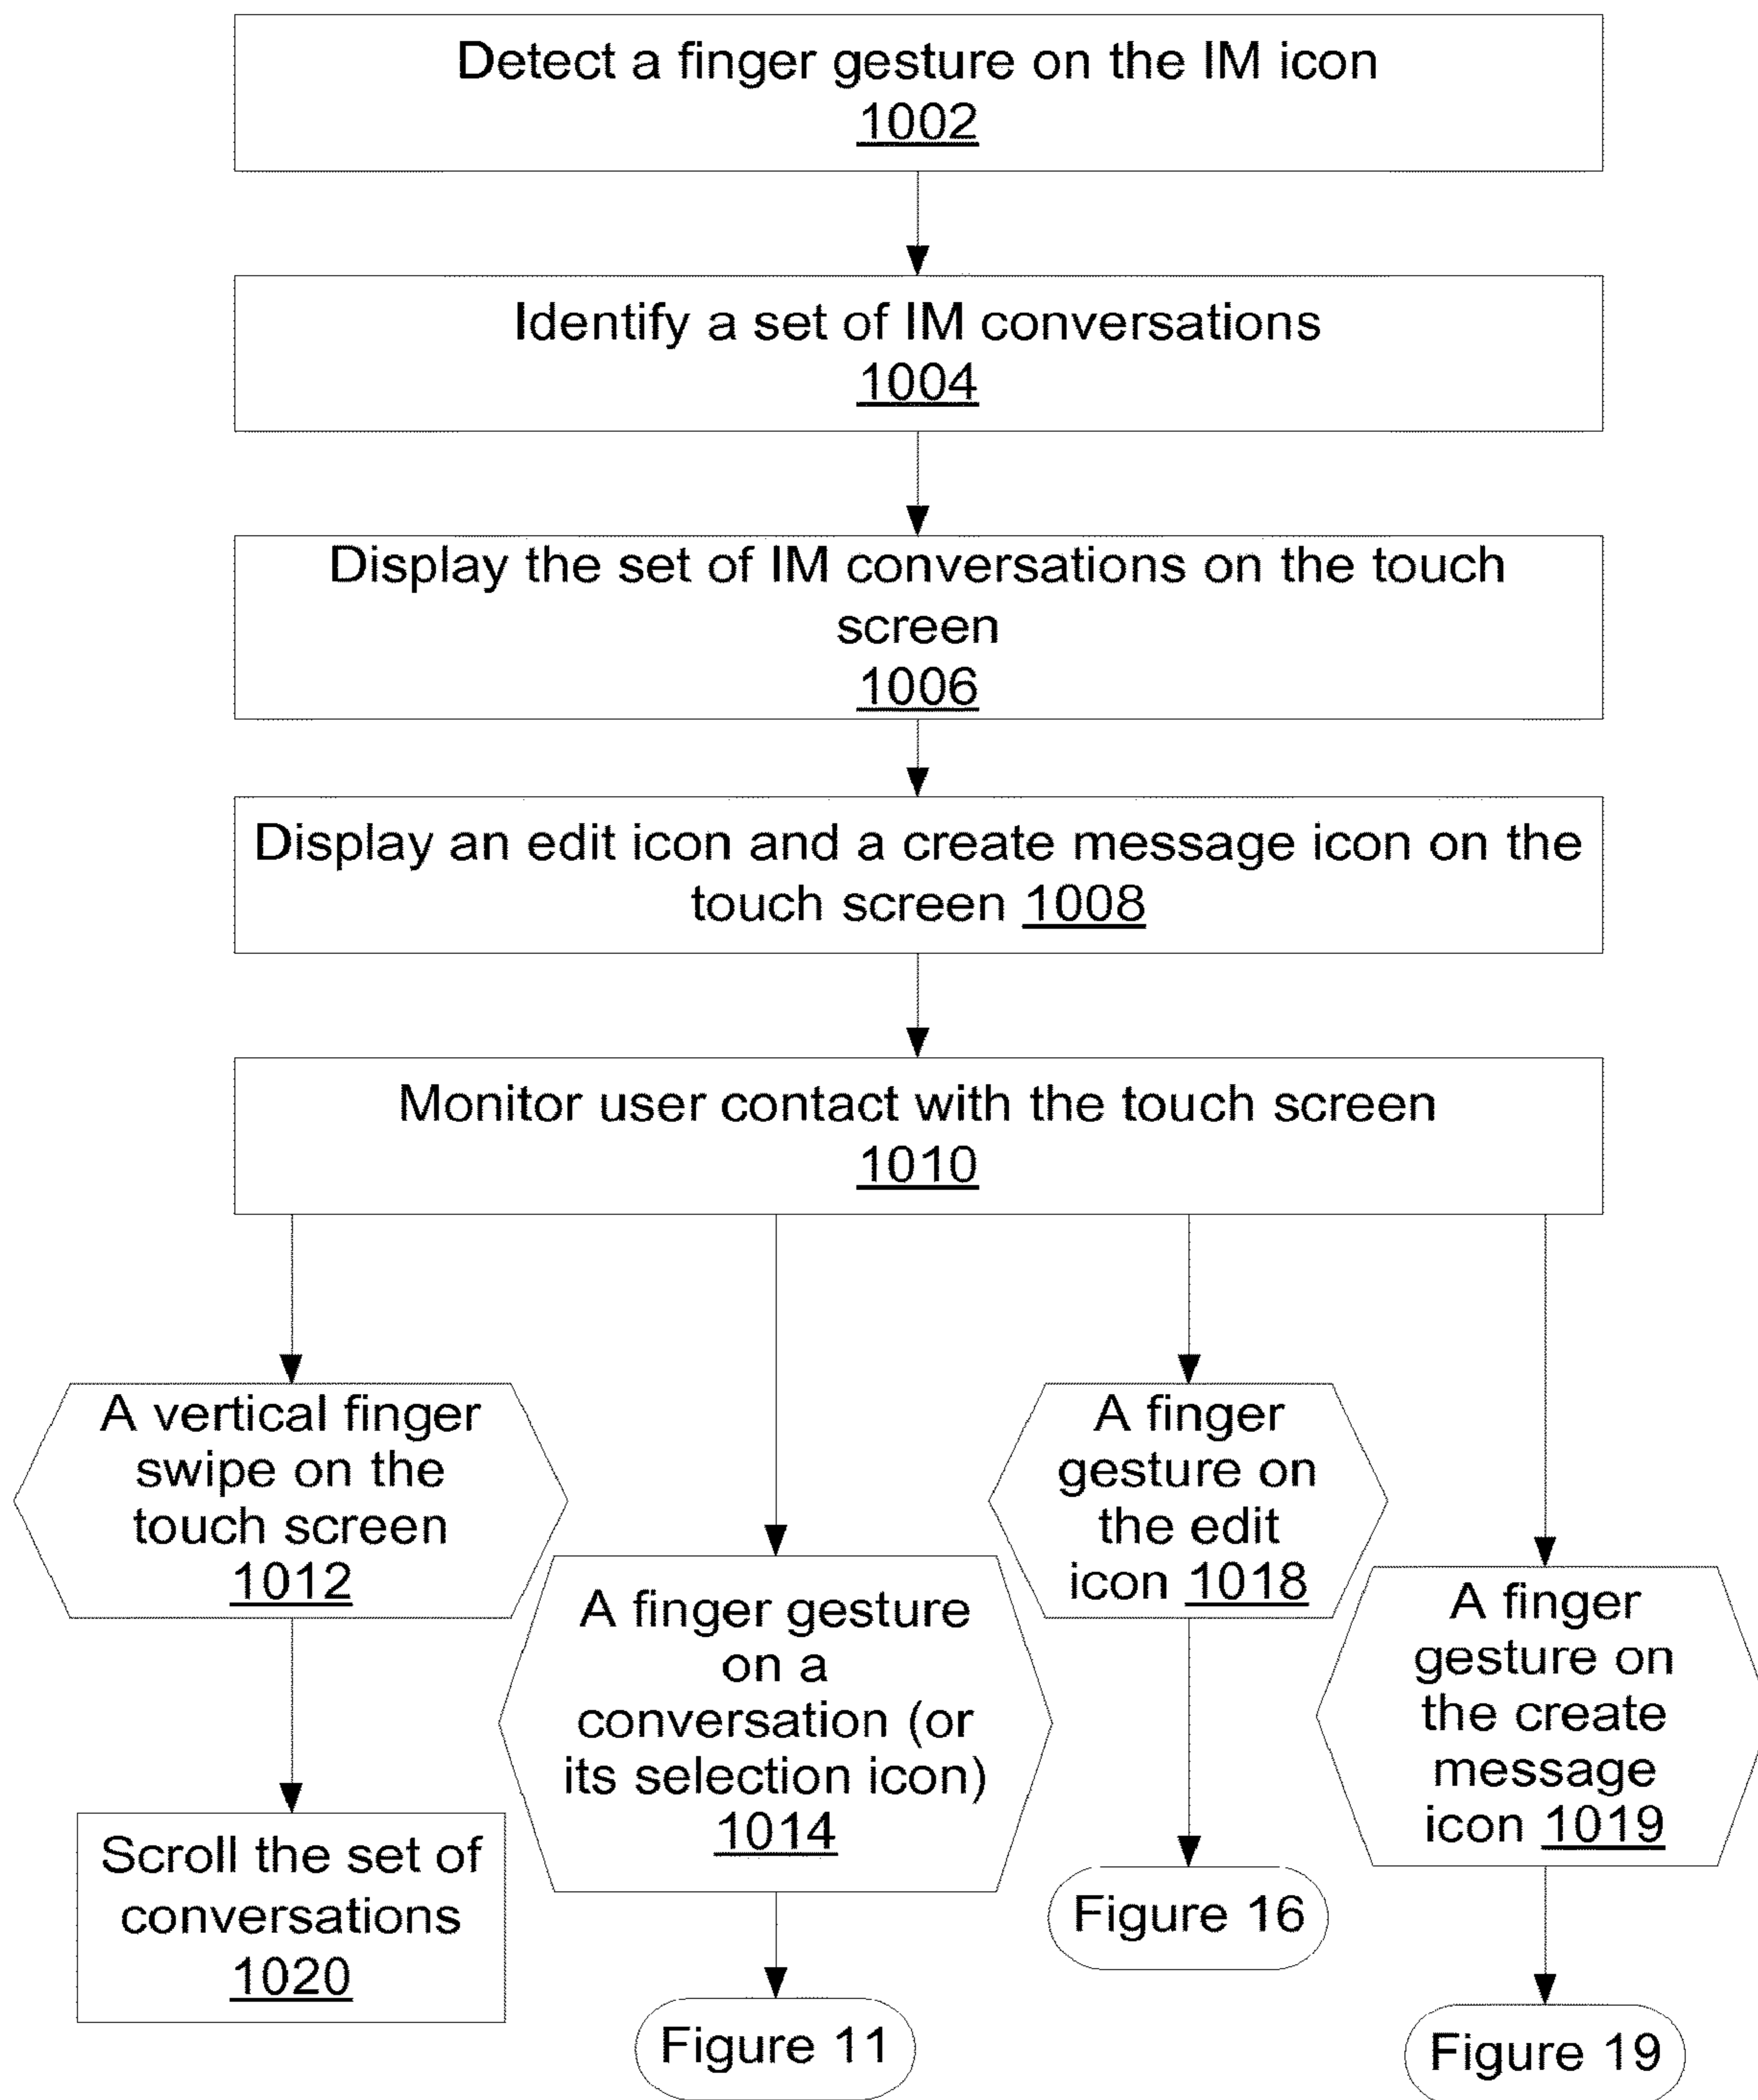 Detect a finger gesture on the IM icon
1002
Identify a set of IM conversations
1004
Display the set of IM conversations on the touch
screen
1006
Display an edit icon and a create message icon on the
touch screen 1008
Monitor user contact with the touch screen
1010
A vertical finger
swipe on the
touch screen
1012
A finger gesture
on a
conversation (or
its selection icon)
1014
A finger
gesture on
the edit
icon 1018
A finger
gesture on
the create
message
icon 1019
Scroll the set of
conversations
1020
Figure 11
Figure 16
Figure 19